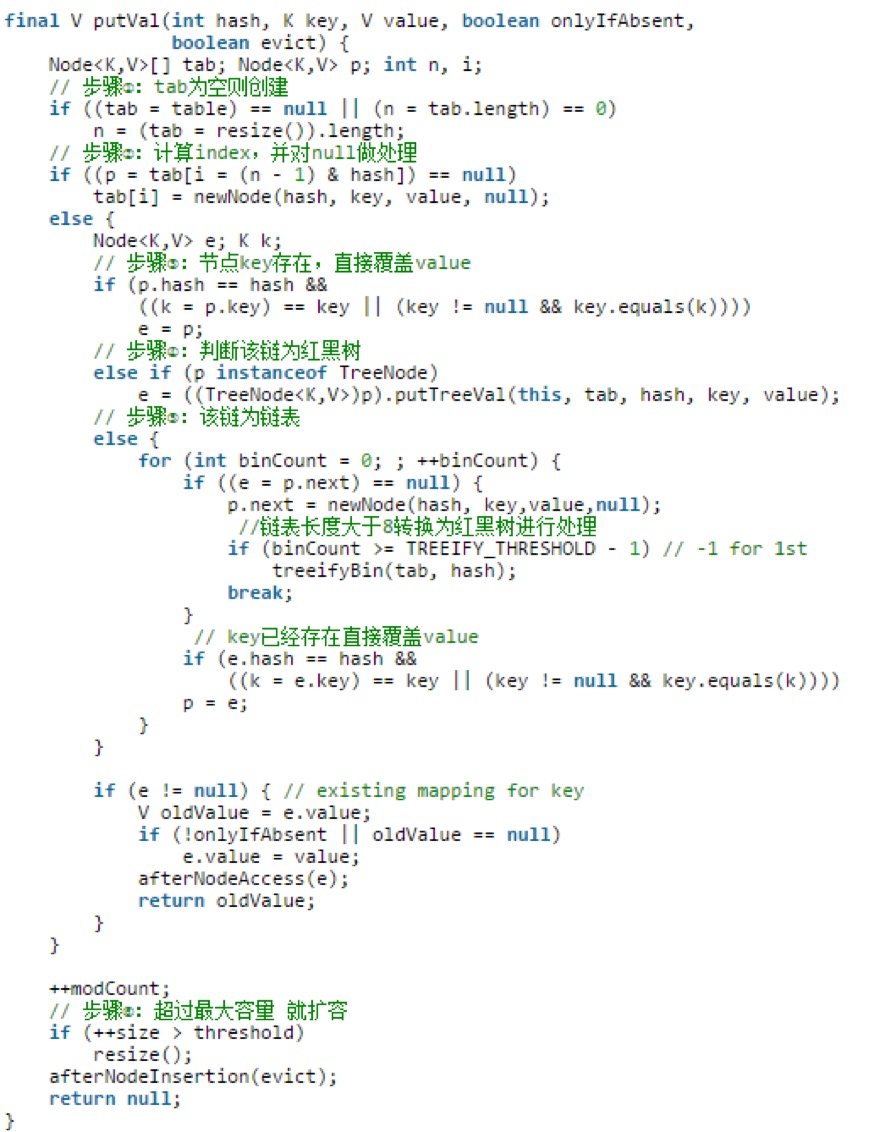 final V putVal(int hash, K key, V value, boolean onlyIfAbsent,
               boolean evict) {
    Node<K,V>[] tab; Node<K,V> p; int n, i;
    // 步骤①：tab为空则创建
    if ((tab = table) == null || (n = tab.length) == 0)
        n = (tab = resize()).length;
    // 步骤②：计算index，并对null做处理
    if ((p = tab[i = (n - 1) & hash]) == null)
        tab[i] = newNode(hash, key, value, null);
    else {
        Node<K,V> e; K k;
        // 步骤③：节点key存在，直接覆盖value
        if (p.hash == hash &&
            ((k = p.key) == key || (key != null && key.equals(k))))
            e = p;
        // 步骤④：判断该链为红黑树
        else if (p instanceof TreeNode)
            e = ((TreeNode<K,V>)p).putTreeVal(this, tab, hash, key, value);
        // 步骤⑤：该链为链表
        else {
            for (int binCount = 0; ; ++binCount) {
                if ((e = p.next) == null) {
                    p.next = newNode(hash, key,value,null);
                     //链表长度大于8转换为红黑树进行处理
                    if (binCount >= TREEIFY_THRESHOLD - 1) // -1 for 1st
                        treeifyBin(tab, hash);
                    break;
                }
                 // key已经存在直接覆盖value
                if (e.hash == hash &&
                    ((k = e.key) == key || (key != null && key.equals(k))))
                p = e;
            }
        }

        if (e != null) { // existing mapping for key
            V oldValue = e.value;
            if (!onlyIfAbsent || oldValue == null)
                e.value = value;
            afterNodeAccess(e);
            return oldValue;
        }
    }

    ++modCount;
    // 步骤⑥：超过最大容量 就扩容
    if (++size > threshold)
        resize();
    afterNodeInsertion(evict);
    return null;
}